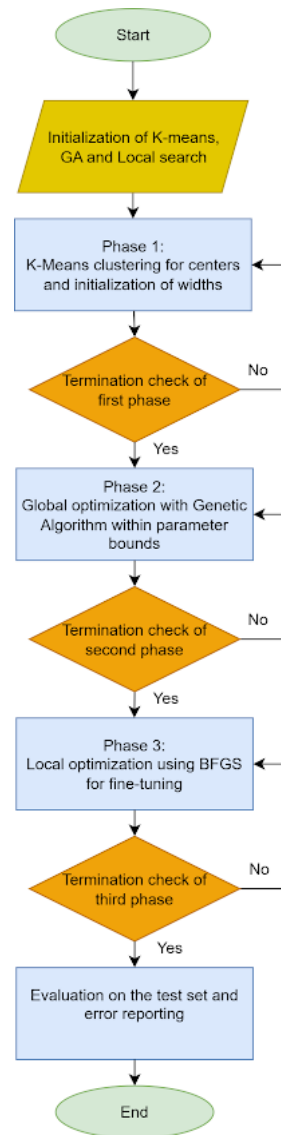 Start
Initialization of K-means,
GA and Local search
Phase 1:
K-Means clustering for centers
and initialization of widths
Termination check of
first phase
No
Yes
Phase 2:
Global optimization with Genetic
Algorithm within parameter
bounds
Termination check of
second phase
No
Yes
Phase 3:
Local optimization using BFGS
for fine-tuning
Termination check of
third phase
No
Yes
Evaluation on the test set and
error reporting
End